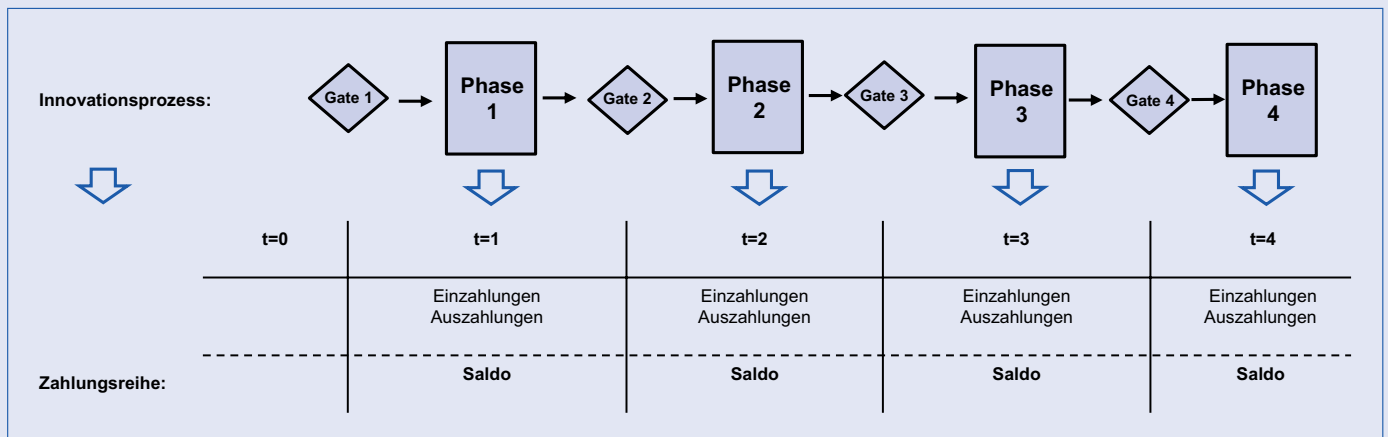 Innovationsprozess:
Gate 1
Phase
1
Gate 2
Phase
2
Gate 3
Phase
3
Gate 4
Phase
4
t=0
t=1
t=2
t=3
t=4
Einzahlungen
Auszahlungen
Einzahlungen
Auszahlungen
Einzahlungen
Auszahlungen
Einzahlungen
Auszahlungen
Zahlungsreihe:
Saldo
Saldo
Saldo
Saldo